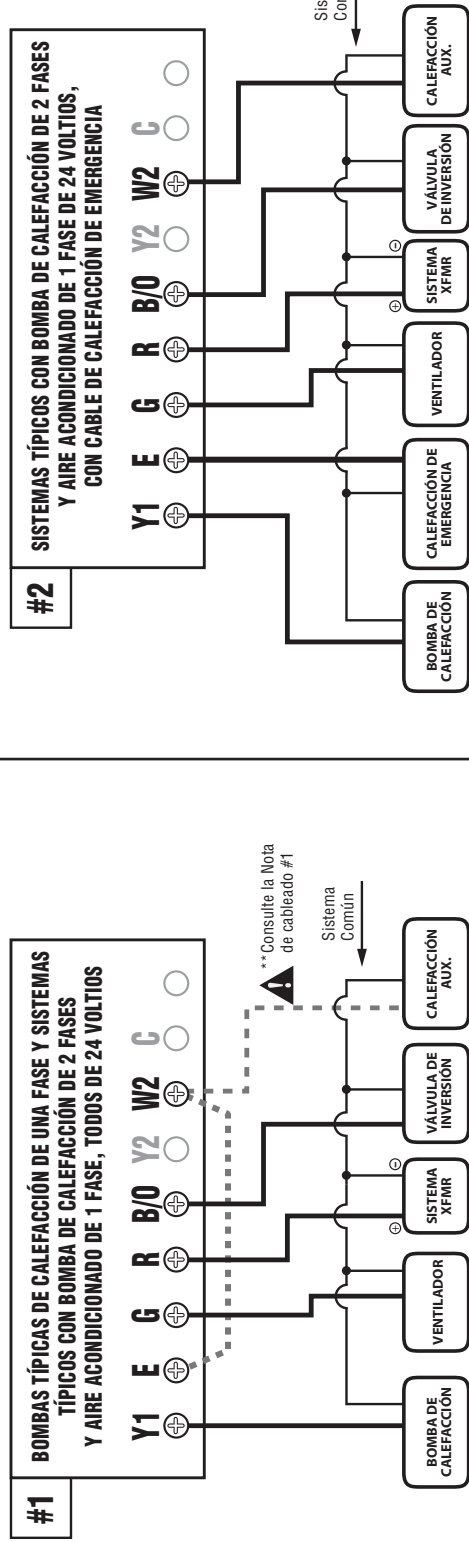 #1
BOMBAS TÍPICAS DE CALEFACCIÓN DE UNA FASE Y SISTEMAS
TÍPICOS CON BOMBA DE CALEFACCIÓN DE 2 FASES
Y AIRE ACONDICIONADO DE 1 FASE, TODOS DE 24 VOLTIOS
Y1 E G R B/O Y2 W2 C
**Consulte la Nota
de cableado #1
Sistema
Común
BOMBA DE
CALEFACCIÓN
VENTILADOR
SISTEMA
XFMR
VÁLVULA DE
INVERSIÓN
CALEFACCIÓN
AUX.
#2
SISTEMAS TÍPICOS CON BOMBA DE CALEFACCIÓN DE 2 FASES
Y AIRE ACONDICIONADO DE 1 FASE DE 24 VOLTIOS,
CON CABLE DE CALEFACCIÓN DE EMERGENCIA
Y1 E G R B/O Y2 W2 C
BOMBA DE
CALEFACCIÓN
CALEFACCIÓN DE
EMERGENCIA
VENTILADOR
SISTEMA
XFMR
VÁLVULA
DE INVERSIÓN
CALEFACCIÓN
AUX.